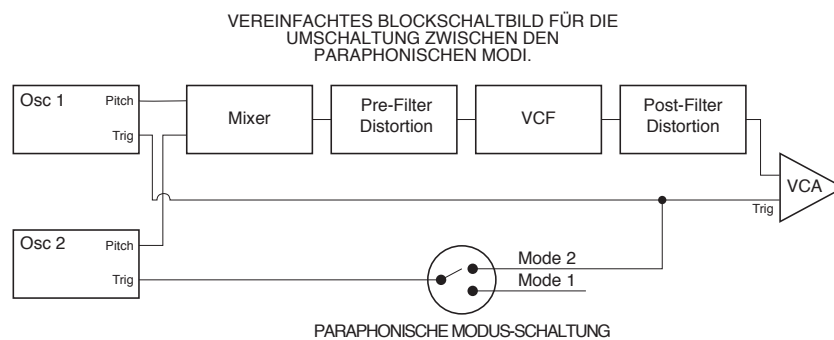 VEREINFACHTES BLOCKSCHALTBILD FÜR DIE
UMSCHALTUNG ZWISCHEN DEN
PARAPHONISCHEN MODI.
Osc 1
Pitch
Trig
Mixer
Pre-Filter
Distortion
VCF
Post-Filter
Distortion
VCA
Trig
Osc 2
Pitch
Trig
Mode 2
Mode 1
PARAPHONISCHE MODUS-SCHALTUNG